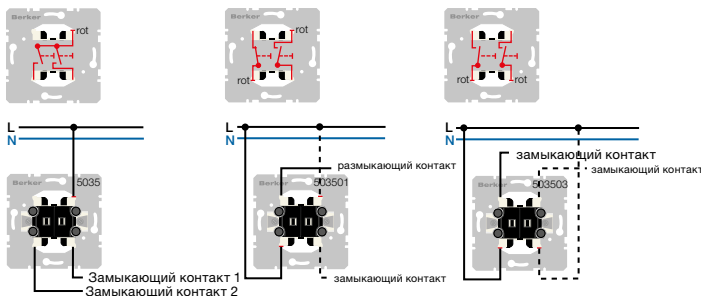 Berker
rot
Berker
rot
rot
Berker
rot
rot
L
N
Berker
5035
Замыкающий контакт 1
Замыкающий контакт 2
L
N
размыкающий контакт
Berker
503501
замыкающий контакт
L
N
замыкающий контакт
замыкающий контакт
Berker
503503